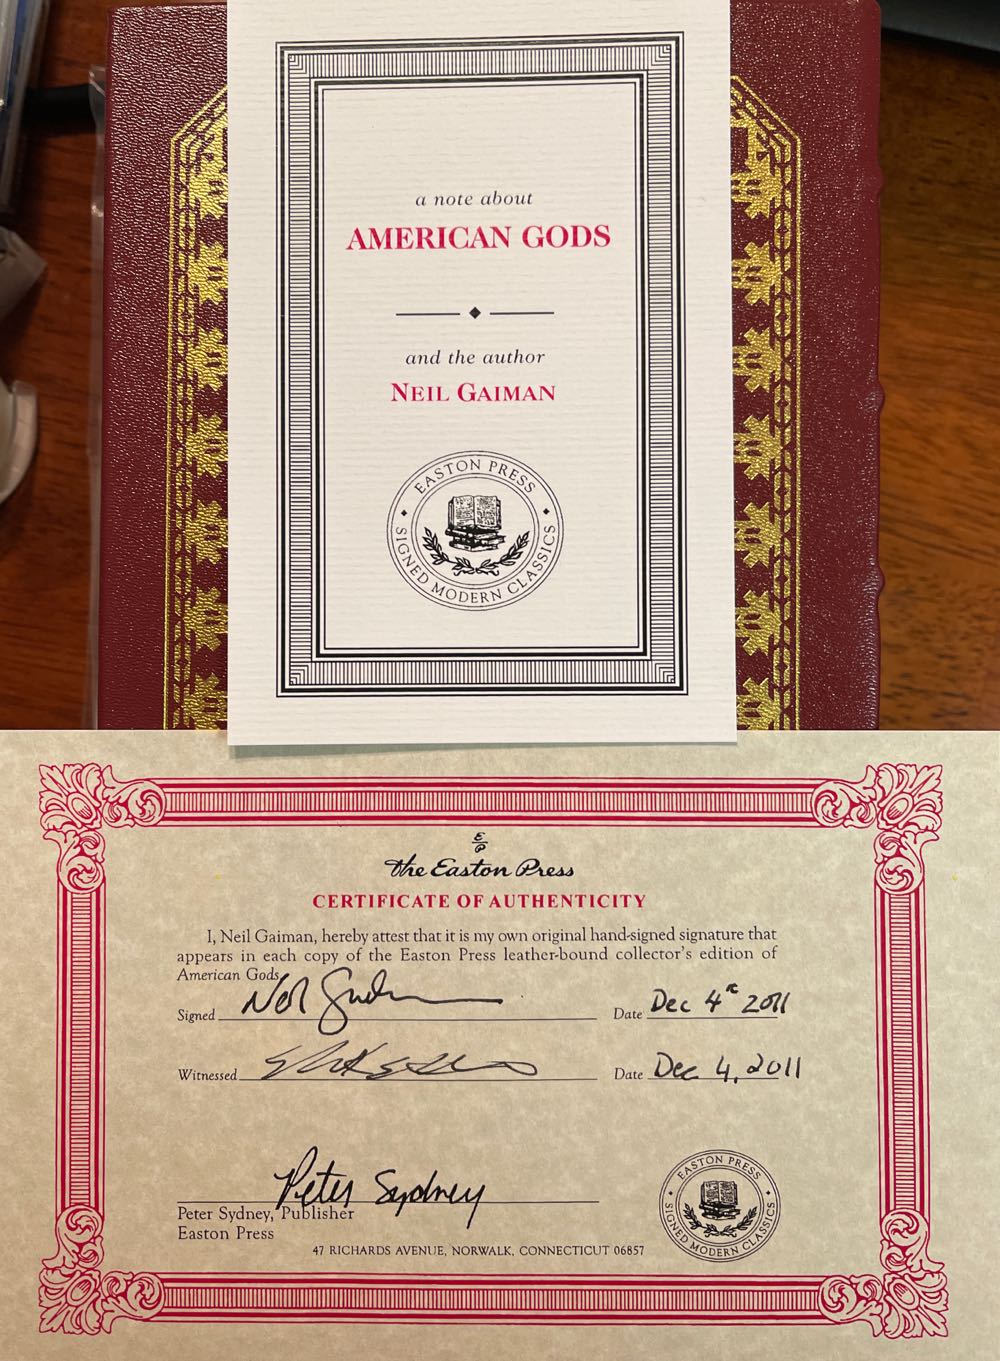 a note about
AMERICAN GODS
and the author
NEIL GAIMAN
EASTON PRESS
SIGNED MODERN CLASSICS
E
P
the Easton Press
CERTIFICATE OF AUTHENTICITY
I, Neil Gaiman, hereby attest that it is my own original hand-signed signature that
appears in each copy of the Easton Press leather-bound collector's edition of
American Gods.
Signed Neil Gaiman Date Dec 4th 2011
Witnessed Date Dec 4, 2011
Peter Sydney
Peter Sydney, Publisher
Easton Press
47 RICHARDS AVENUE, NORWALK, CONNECTICUT 06857
EASTON PRESS
SIGNED MODERN CLASSICS